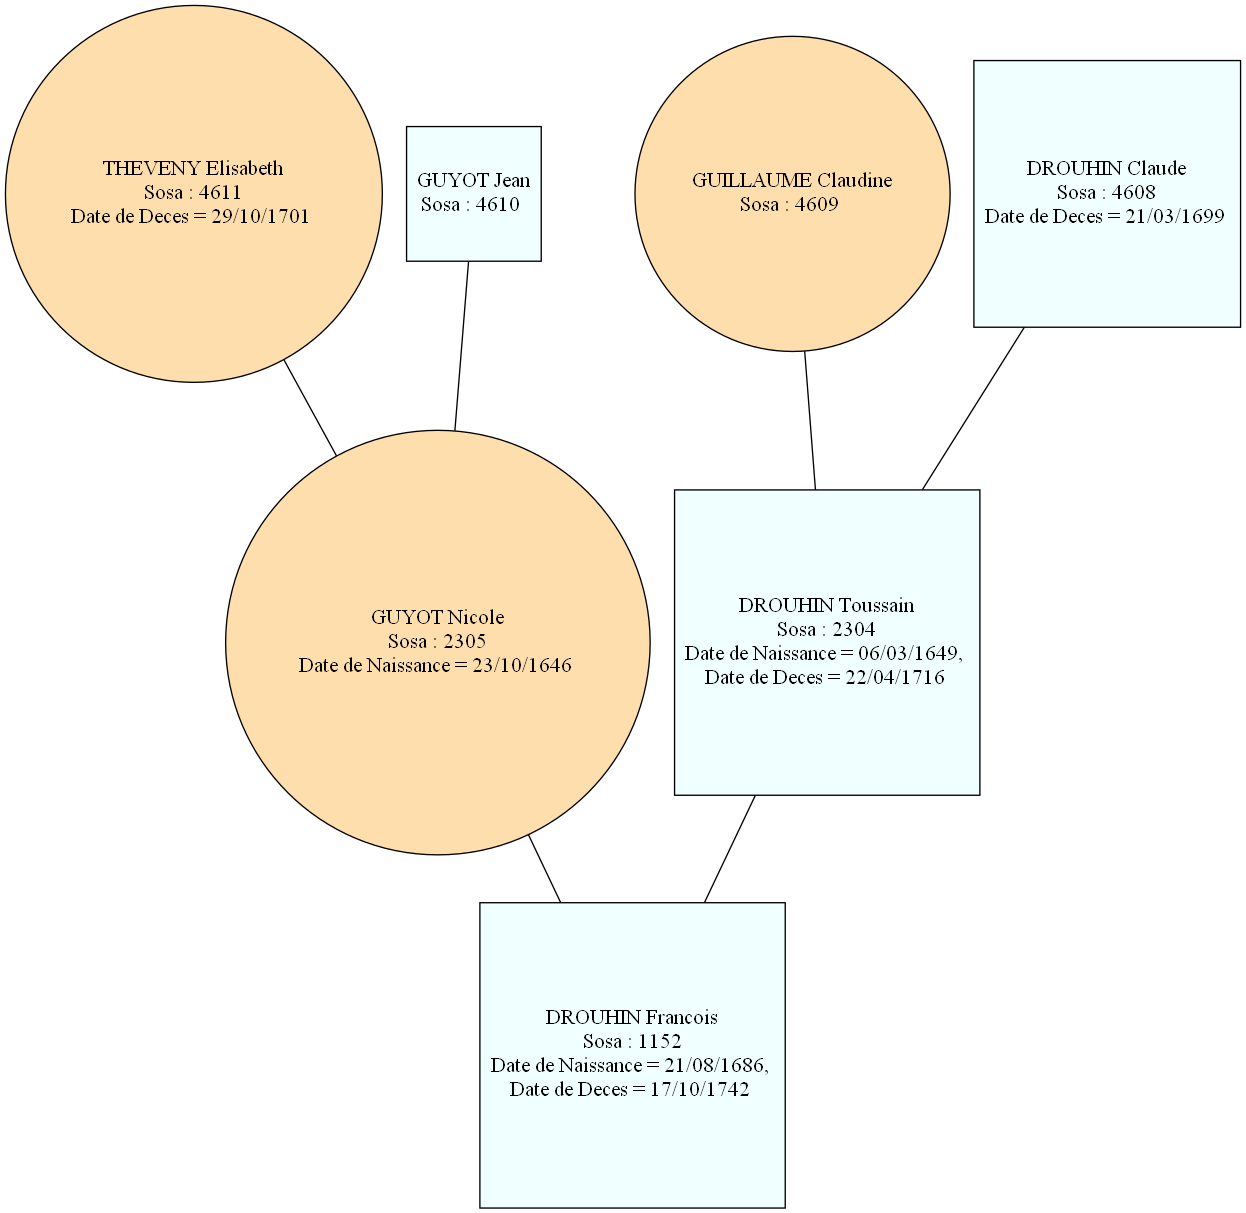 THEVENY Elisabeth
Sosa : 4611
Date de Deces = 29/10/1701
GUYOT Jean
Sosa : 4610
GUILLAUME Claudine
Sosa : 4609
DROUHIN Claude
Sosa : 4608
Date de Deces = 21/03/1699
GUYOT Nicole
Sosa : 2305
Date de Naissance = 23/10/1646
DROUHIN Toussain
Sosa : 2304
Date de Naissance = 06/03/1649,
Date de Deces = 22/04/1716
DROUHIN Francois
Sosa : 1152
Date de Naissance = 21/08/1686,
Date de Deces = 17/10/1742